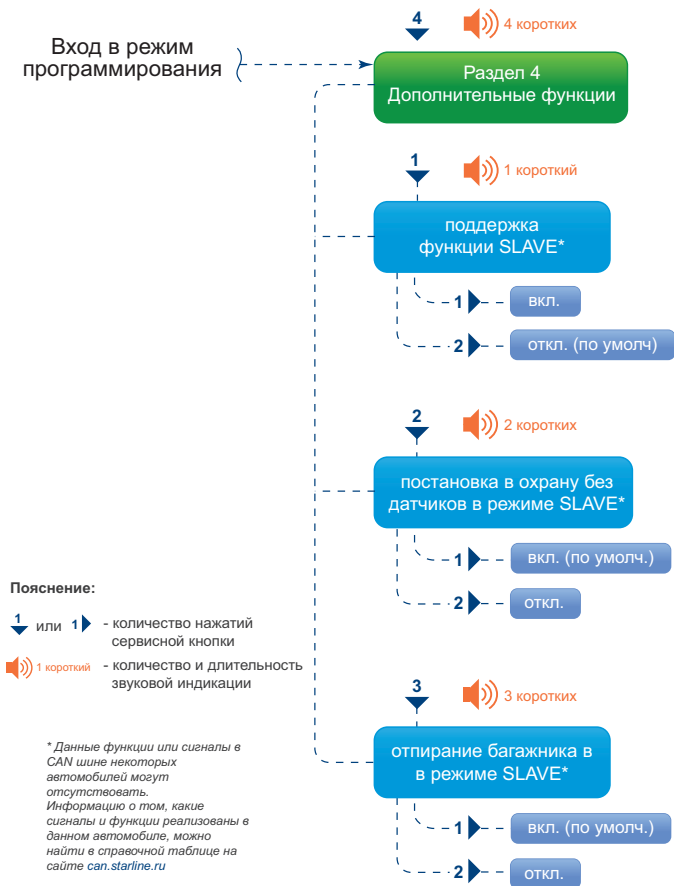 4
4 коротких
Вход в режим
программирования
Раздел 4
Дополнительные функции
1
1 короткий
поддержка
функции SLAVE*
1
вкл.
2
откл. (по умолч)
2
2 коротких
постановка в охрану без
датчиков в режиме SLAVE*
1
вкл. (по умолч.)
2
откл.
Пояснение:
1 или 1 - количество нажатий
сервисной кнопки
1 короткий - количество и длительность
звуковой индикации
3
3 коротких
отпирание багажника в
в режиме SLAVE*
1
вкл. (по умолч.)
2
откл.
* Данные функции или сигналы в
CAN шине некоторых
автомобилей могут
отсутствовать.
Информацию о том, какие
сигналы и функции реализованы в
данном автомобиле, можно
найти в справочной таблице на
сайте can.starline.ru